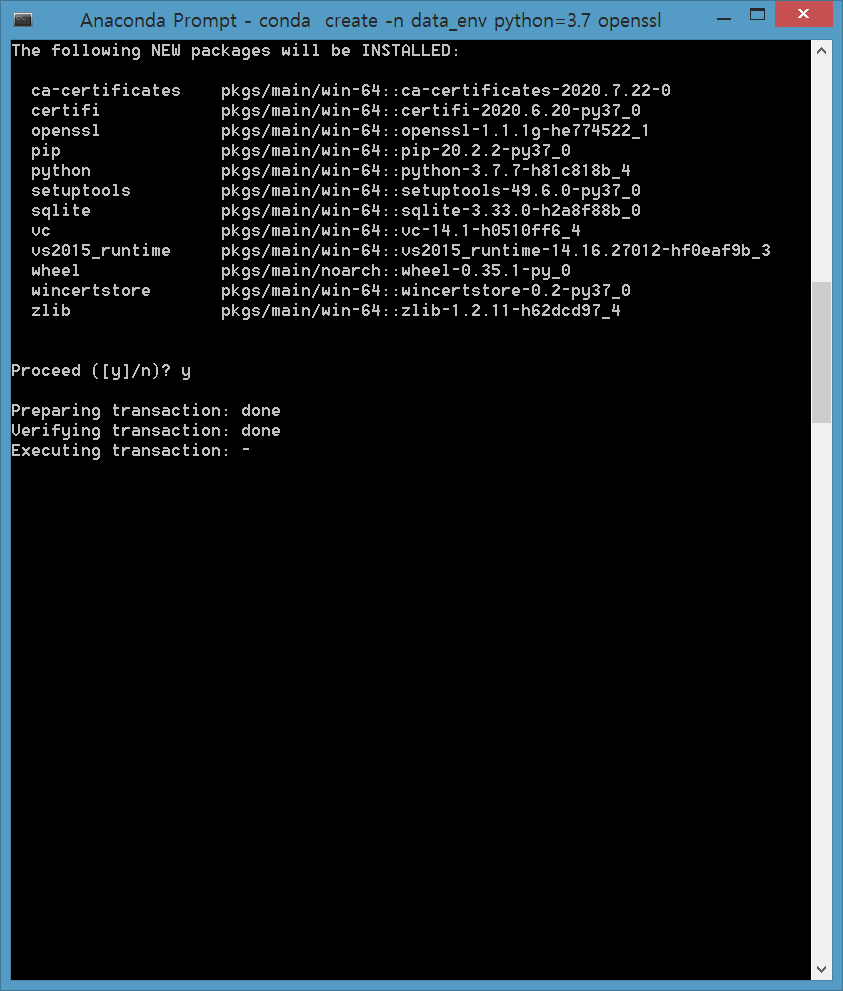 Anaconda Prompt - conda  create -n data_env python=3.7 openssl
The following NEW packages will be INSTALLED:
ca-certificates    pkgs/main/win-64::ca-certificates-2020.7.22-0
certifi            pkgs/main/win-64::certifi-2020.6.20-py37_0
openssl            pkgs/main/win-64::openssl-1.1.1g-he774522_1
pip                pkgs/main/win-64::pip-20.2.2-py37_0
python             pkgs/main/win-64::python-3.7.7-h81c818b_4
setuptools         pkgs/main/win-64::setuptools-49.6.0-py37_0
sqlite             pkgs/main/win-64::sqlite-3.33.0-h2a8f88b_0
vc                 pkgs/main/win-64::vc-14.1-h0510ff6_4
vs2015_runtime     pkgs/main/win-64::vs2015_runtime-14.16.27012-hf0eaf9b_3
wheel              pkgs/main/noarch::wheel-0.35.1-py_0
wincertstore       pkgs/main/win-64::wincertstore-0.2-py37_0
zlib               pkgs/main/win-64::zlib-1.2.11-h62dcd97_4
Proceed ([y]/n)? y
Preparing transaction: done
Verifying transaction: done
Executing transaction: -